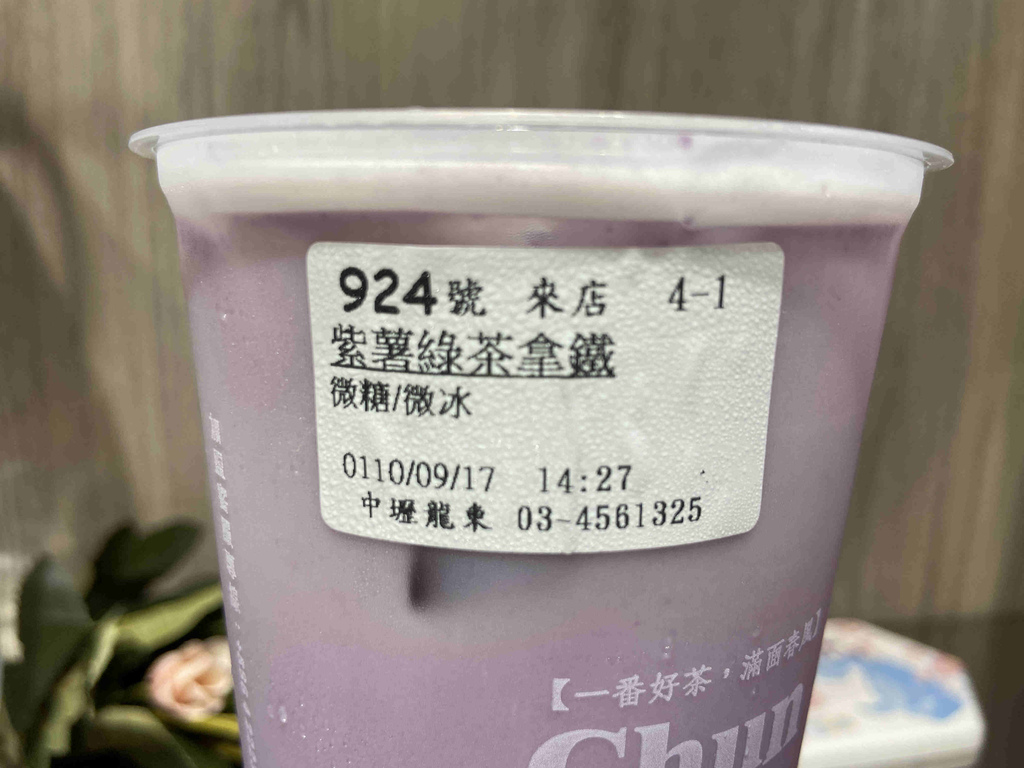 924號 來店 4-1
紫薯綠茶拿鐵
微糖/微冰
0110/09/17 14:27
中壢龍東 03-4561325
【一番好茶，滿面春風】
Chun